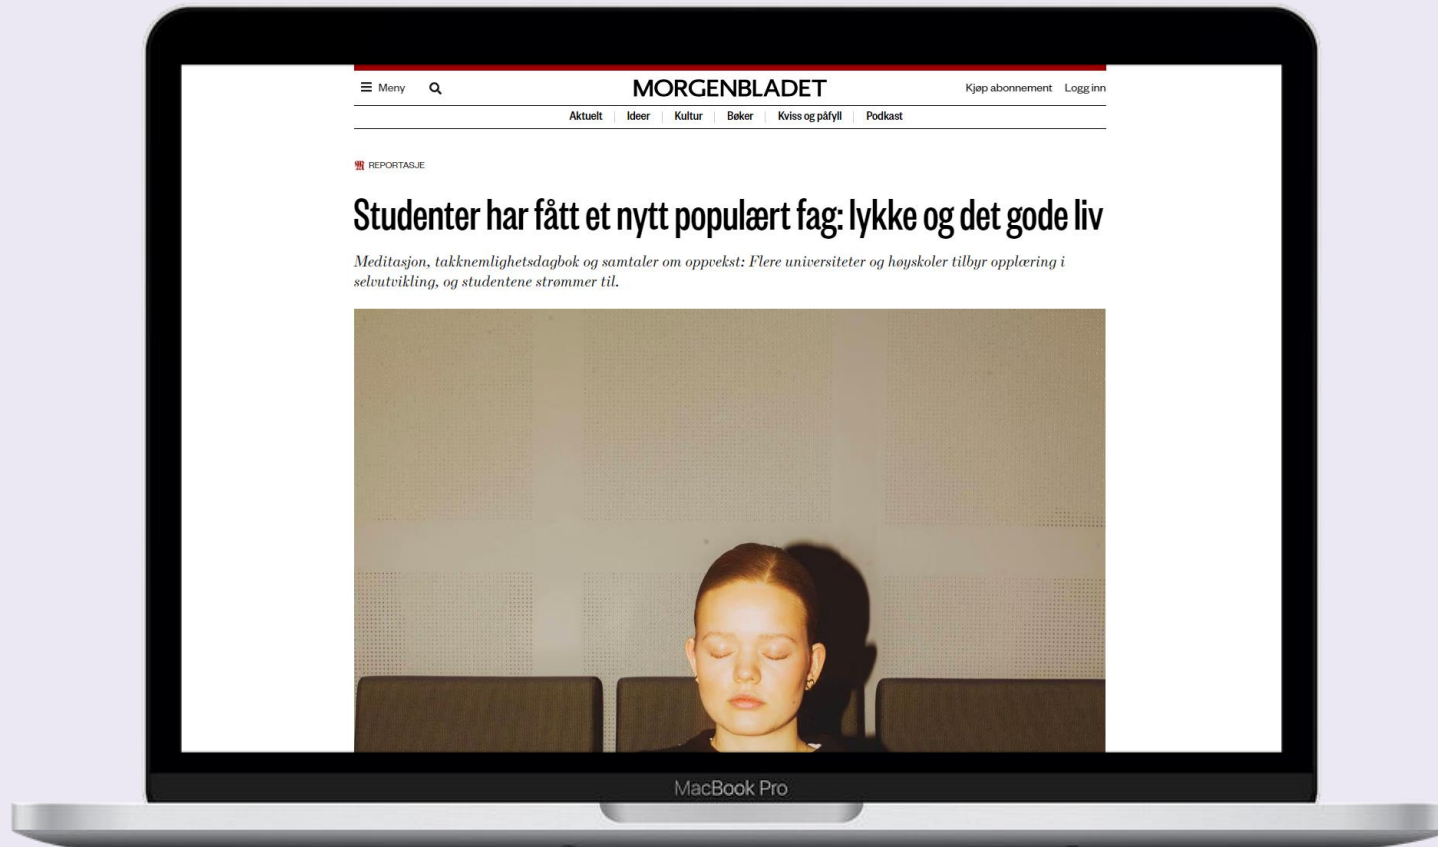 Meny
MORGENBLADET
Kjøp abonnement Logg inn
Aktuelt Ideer Kultur Bøker Kviss og påfyll Podkast
REPORTASJE
Studenter har fått et nytt populært fag: lykke og det gode liv
Meditasjon, takknemlighetsdagbok og samtaler om oppvekst: Flere universiteter og høyskoler tilbyr opplæring i
selvutvikling, og studentene strømmer til.
MacBook Pro